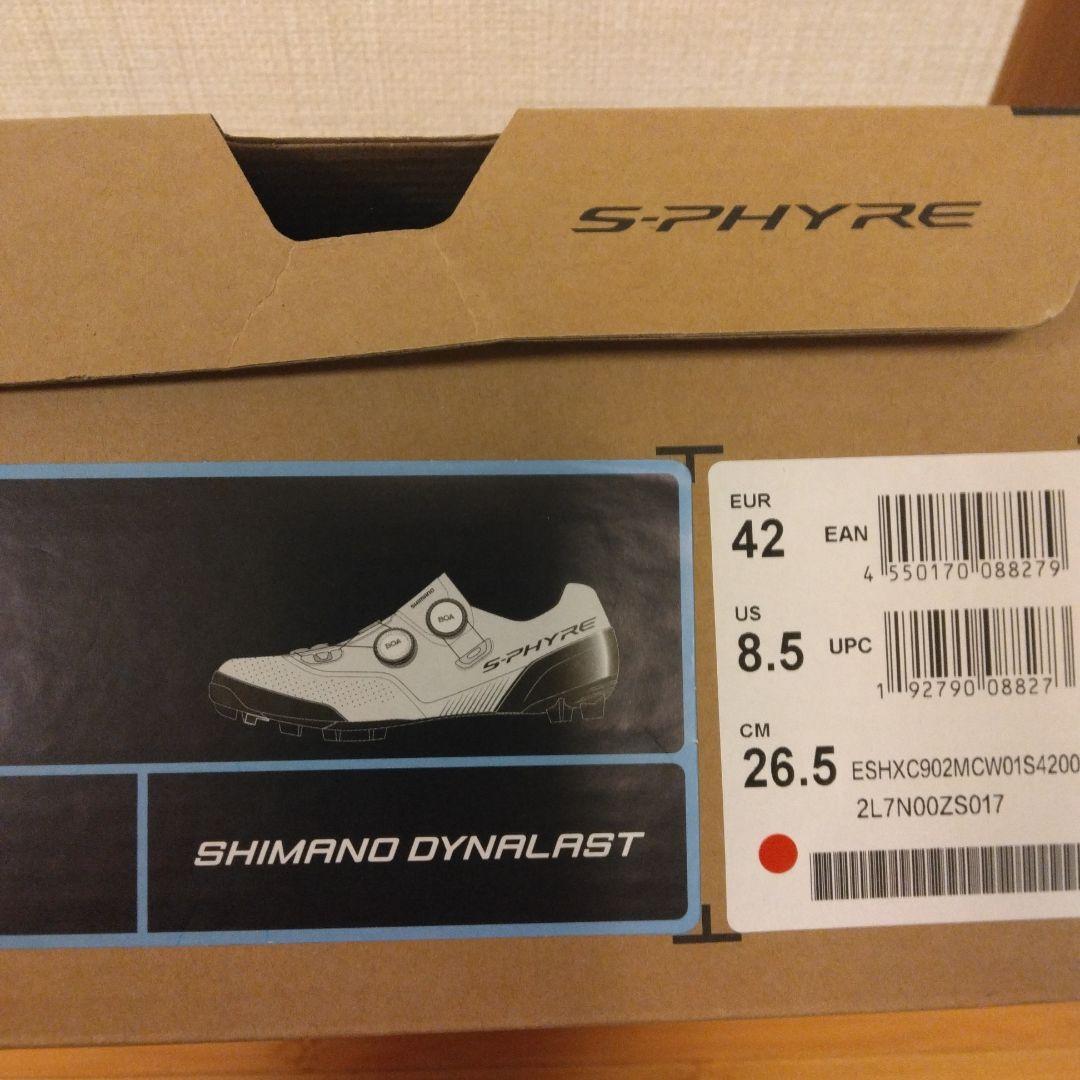 S-PHYRE
SHIMANO
BOA
BOA
S-PHYRE
SHIMANO DYNALAST
EUR
42
EAN
4 550170 088279
US
8.5
UPC
1 92790 08827
CM
26.5
ESHXC902MCW01S4200
2L7N00ZS017